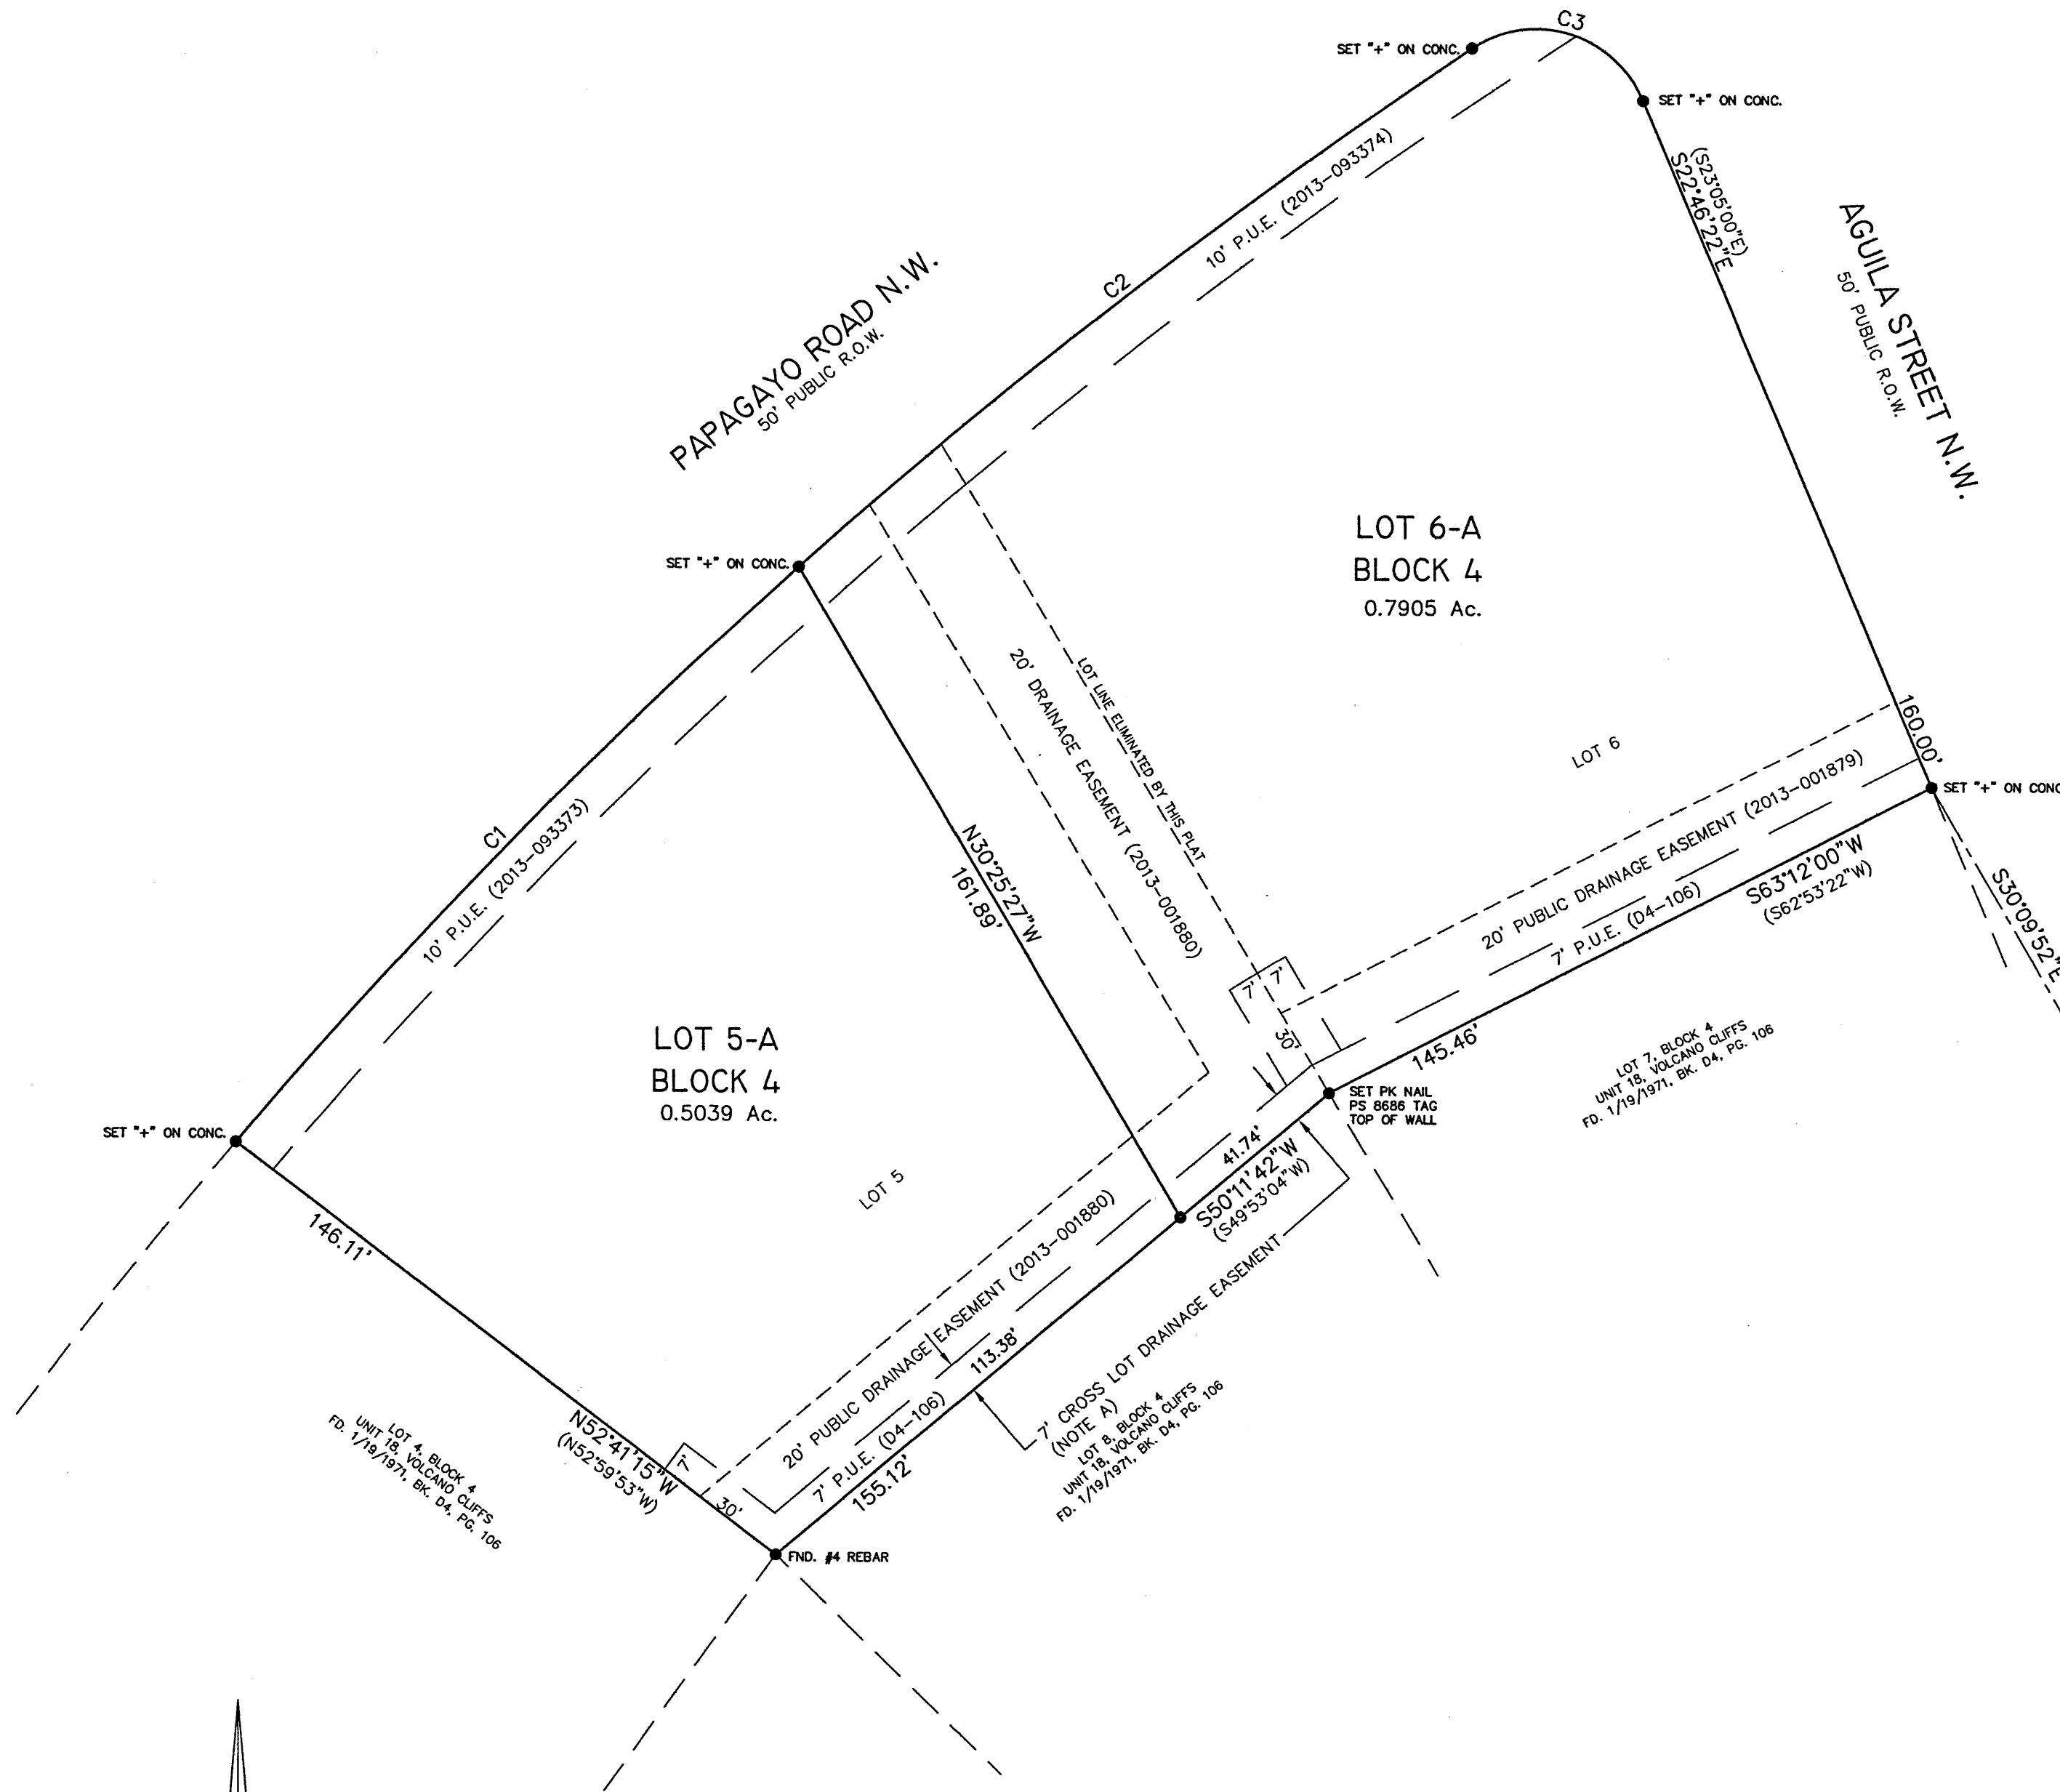 C3
SET "+" ON CONC.
SET "+" ON CONC.
(S23°05'00"E)
S22°46'22"E
10' P.U.E. (2013-093374)
AGUILA STREET N.W.
50' PUBLIC R.O.W.
C2
PAPAGAYO ROAD N.W.
50' PUBLIC R.O.W.
LOT 6-A
BLOCK 4
0.7905 Ac.
SET "+" ON CONC.
20' DRAINAGE EASEMENT (2013-001880)
LOT LINE ELIMINATED BY THIS PLAT
160.00'
LOT 6
SET "+" ON CONC
20' PUBLIC DRAINAGE EASEMENT (2013-001879)
7' P.U.E. (D4-106)
S63°12'00"W
(S62°53'22"W)
S30°09'52"E
C1
10' P.U.E. (2013-093373)
N30°25'27"W
161.89'
7'
7'
30'
145.46'
LOT 7, BLOCK 4
UNIT 18, VOLCANO CLIFFS
FD. 1/19/1971, BK. D4, PG. 106
LOT 5-A
BLOCK 4
0.5039 Ac.
SET PK NAIL
PS 8686 TAG
TOP OF WALL
SET "+" ON CONC.
41.74'
S50°11'42"W
(S49°53'04"W)
LOT 5
146.11'
20' PUBLIC DRAINAGE EASEMENT (2013-001880)
113.38'
7' P.U.E. (D4-106)
155.12'
7' CROSS LOT DRAINAGE EASEMENT
(NOTE A)
LOT 8, BLOCK 4
UNIT 18, VOLCANO CLIFFS
FD. 1/19/1971, BK. D4, PG. 106
N52°41'15"W
(N52°59'53"W)
7'
30'
LOT 4, BLOCK 4
UNIT 18, VOLCANO CLIFFS
FD. 1/19/1971, BK. D4, PG. 106
FND. #4 REBAR